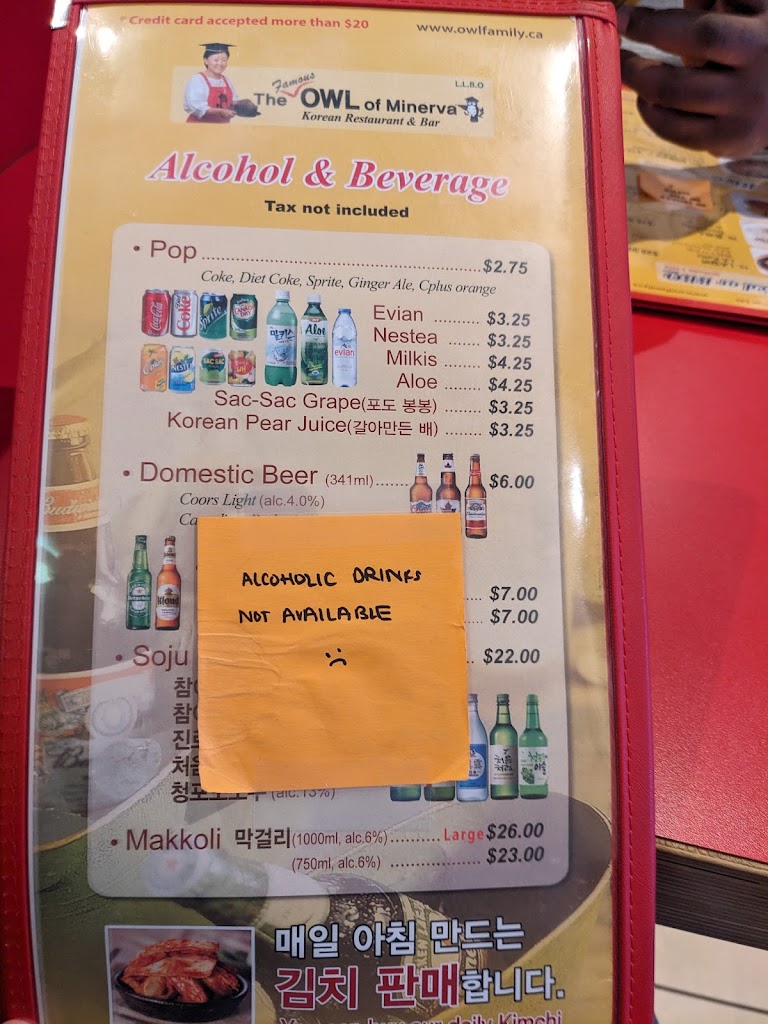 * Credit card accepted more than $20
www.owlfamily.ca
L.L.B.O
Famous
The OWL of Minerva
Korean Restaurant & Bar
Alcohol & Beverage
Tax not included
• Pop ........ $2.75
Coke, Diet Coke, Sprite, Ginger Ale, Cplus orange
Evian ........ $3.25
Nestea ...... $3.25
Milkis ....... $4.25
Aloe ........ $4.25
Sac-Sac Grape(포도 봉봉) ........ $3.25
Korean Pear Juice(갈아만든 배) ........ $3.25
• Domestic Beer (341ml)....... $6.00
Coors Light (alc.4.0%)
ALCOHOLIC DRINKS
NOT AVAILABLE
:(
$7.00
$7.00
• Soju $22.00
(alc.13%)
• Makkoli 막걸리(1000ml, alc.6%).......... Large $26.00
(750ml, alc.6%) ................ $23.00
매일 아침 만드는
김치 판매합니다.
daily Kimchi